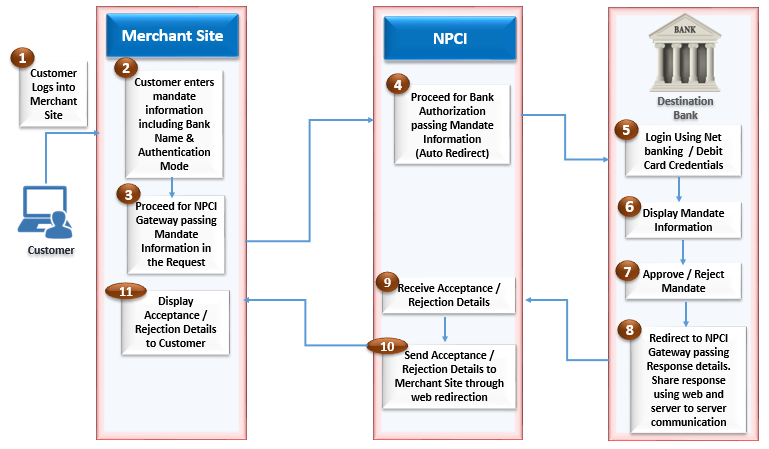 1
Customer
Logs into
Merchant
Site
Customer
Merchant Site
2
Customer enters
mandate
information
including Bank
Name &
Authentication
Mode
3
Proceed for NPCI
Gateway passing
Mandate
Information in
the Request
11
Display
Acceptance /
Rejection Details
to Customer
NPCI
4
Proceed for Bank
Authorization
passing Mandate
Information
(Auto Redirect)
9
Receive Acceptance /
Rejection Details
10
Send Acceptance /
Rejection Details to
Merchant Site through
web redirection
BANK
Destination
Bank
5
Login Using Net
banking / Debit
Card Credentials
6
Display Mandate
Information
7
Approve / Reject
Mandate
8
Redirect to NPCI
Gateway passing
Response details.
Share response
using web and
server to server
communication